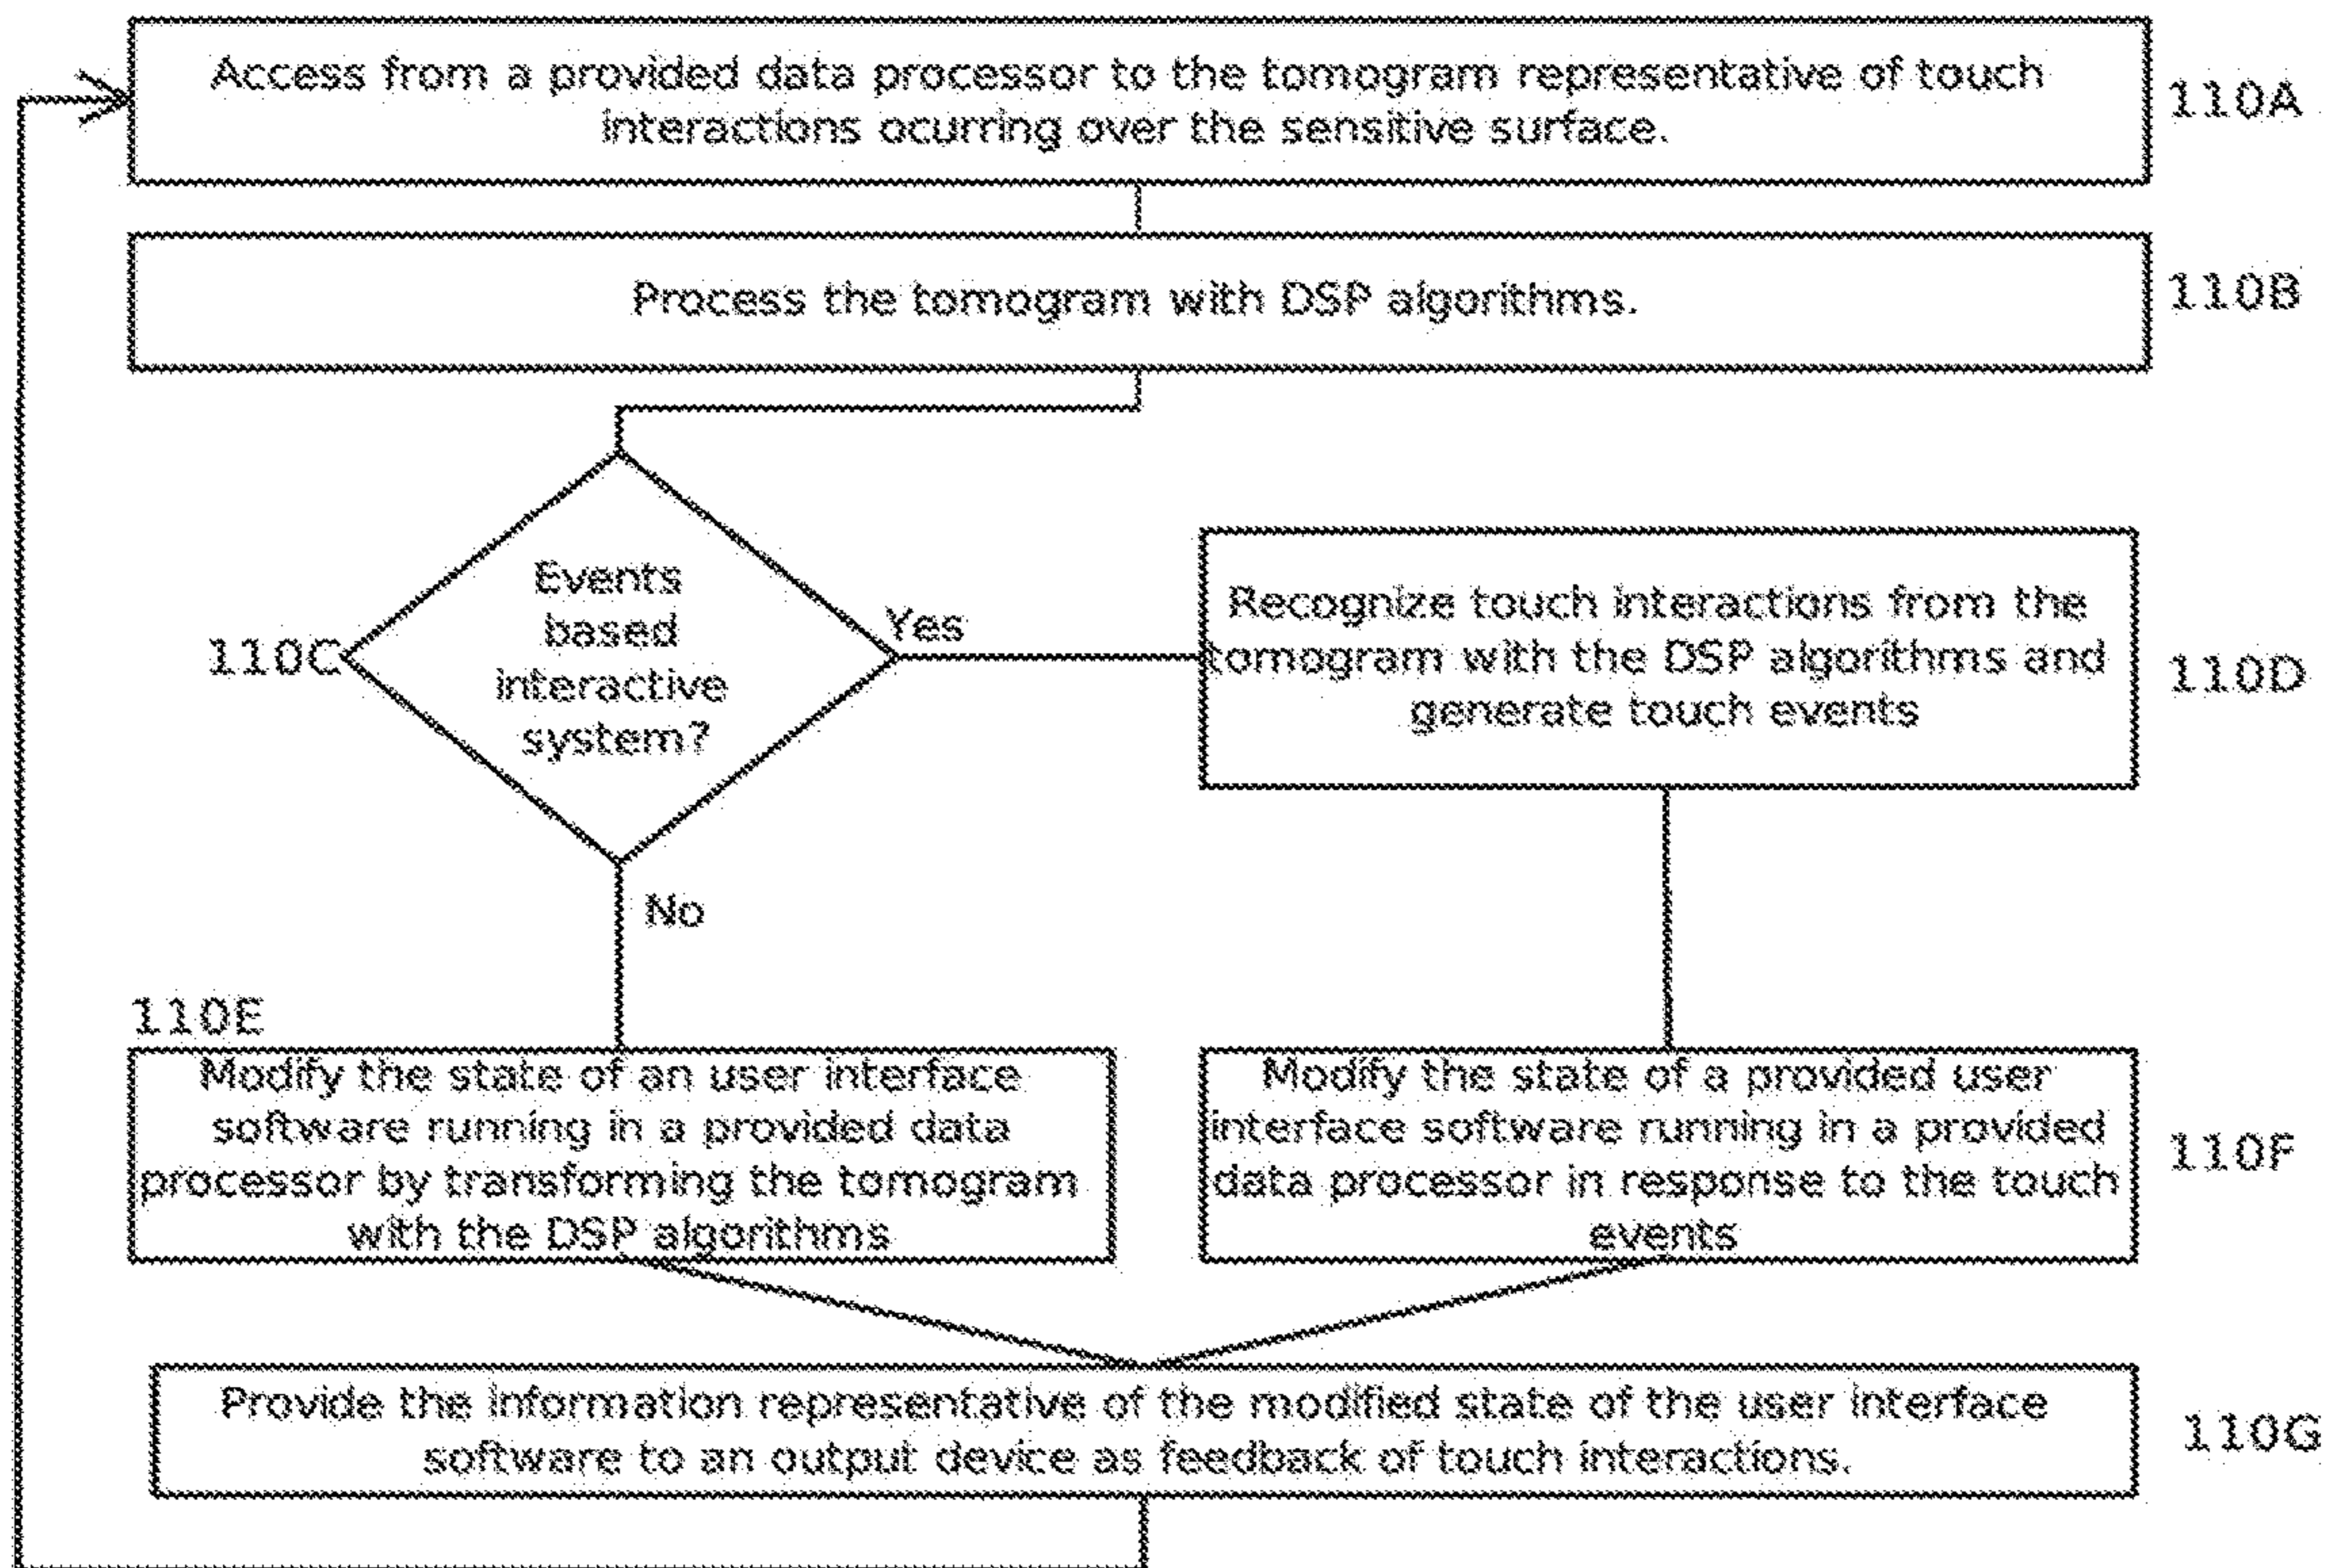 Access from a provided data processor to the tomogram representative of touch
interactions ocurring over the sensitive surface.
110A
Process the tomogram with DSP algorithms.
110B
Events
based
interactive
system?
110C
Yes
Recognize touch interactions from the
tomogram with the DSP algorithms and
generate touch events
110D
No
110E
Modify the state of an user interface
software running in a provided data
processor by transforming the tomogram
with the DSP algorithms
Modify the state of a provided user
interface software running in a provided
data processor in response to the touch
events
110F
Provide the information representative of the modified state of the user interface
software to an output device as feedback of touch interactions.
110G